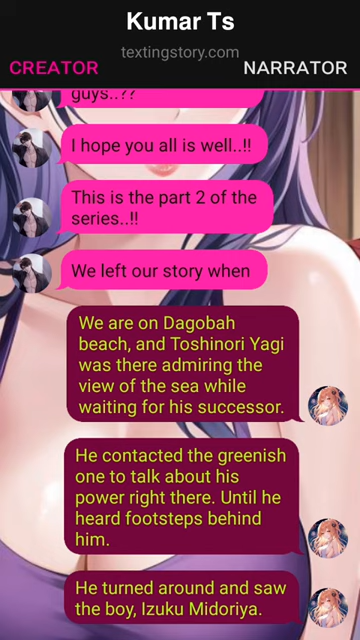 Kumar Ts
textingstory.com
CREATOR
NARRATOR
guys..??
I hope you all is well..!!
This is the part 2 of the
series..!!
We left our story when
We are on Dagobah
beach, and Toshinori Yagi
was there admiring the
view of the sea while
waiting for his successor.
He contacted the greenish
one to talk about his
power right there. Until he
heard footsteps behind
him.
He turned around and saw
the boy, Izuku Midoriya.